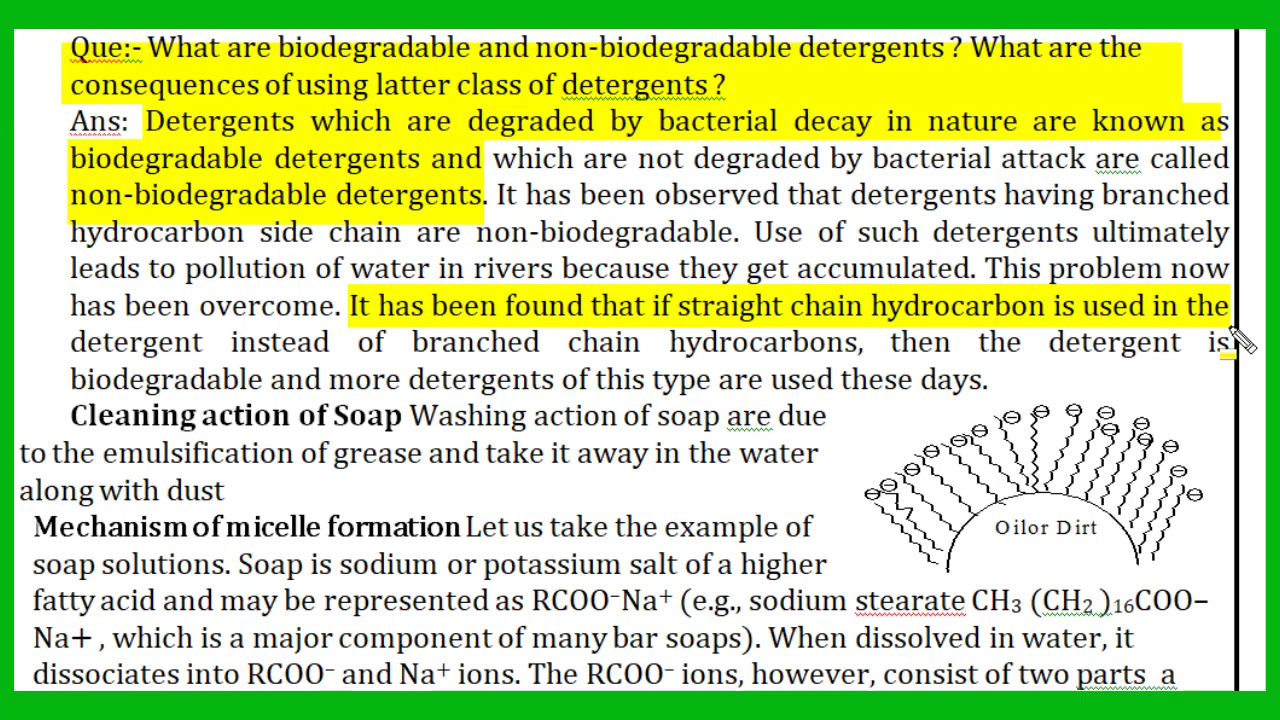 Que:- What are biodegradable and non-biodegradable detergents ? What are the
consequences of using latter class of detergents ?
Ans: Detergents which are degraded by bacterial decay in nature are known as
biodegradable detergents and which are not degraded by bacterial attack are called
non-biodegradable detergents. It has been observed that detergents having branched
hydrocarbon side chain are non-biodegradable. Use of such detergents ultimately
leads to pollution of water in rivers because they get accumulated. This problem now
has been overcome. It has been found that if straight chain hydrocarbon is used in the
detergent instead of branched chain hydrocarbons, then the detergent is
biodegradable and more detergents of this type are used these days.
Cleaning action of Soap Washing action of soap are due
to the emulsification of grease and take it away in the water
along with dust
Mechanism of micelle formation Let us take the example of
soap solutions. Soap is sodium or potassium salt of a higher
fatty acid and may be represented as RCOO⁻Na⁺ (e.g., sodium stearate CH₃ (CH₂ )₁₆COO–
Na+ , which is a major component of many bar soaps). When dissolved in water, it
dissociates into RCOO⁻ and Na⁺ ions. The RCOO⁻ ions, however, consist of two parts a
Oilor Dirt